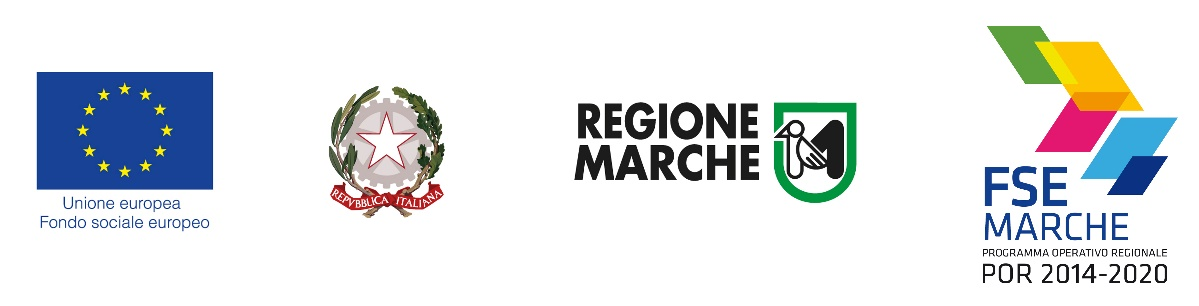 Unione europea
Fondo sociale europeo
REPVBBLICA ITALIANA
REGIONE
MARCHE
FSE
MARCHE
PROGRAMMA OPERATIVO REGIONALE
POR 2014-2020